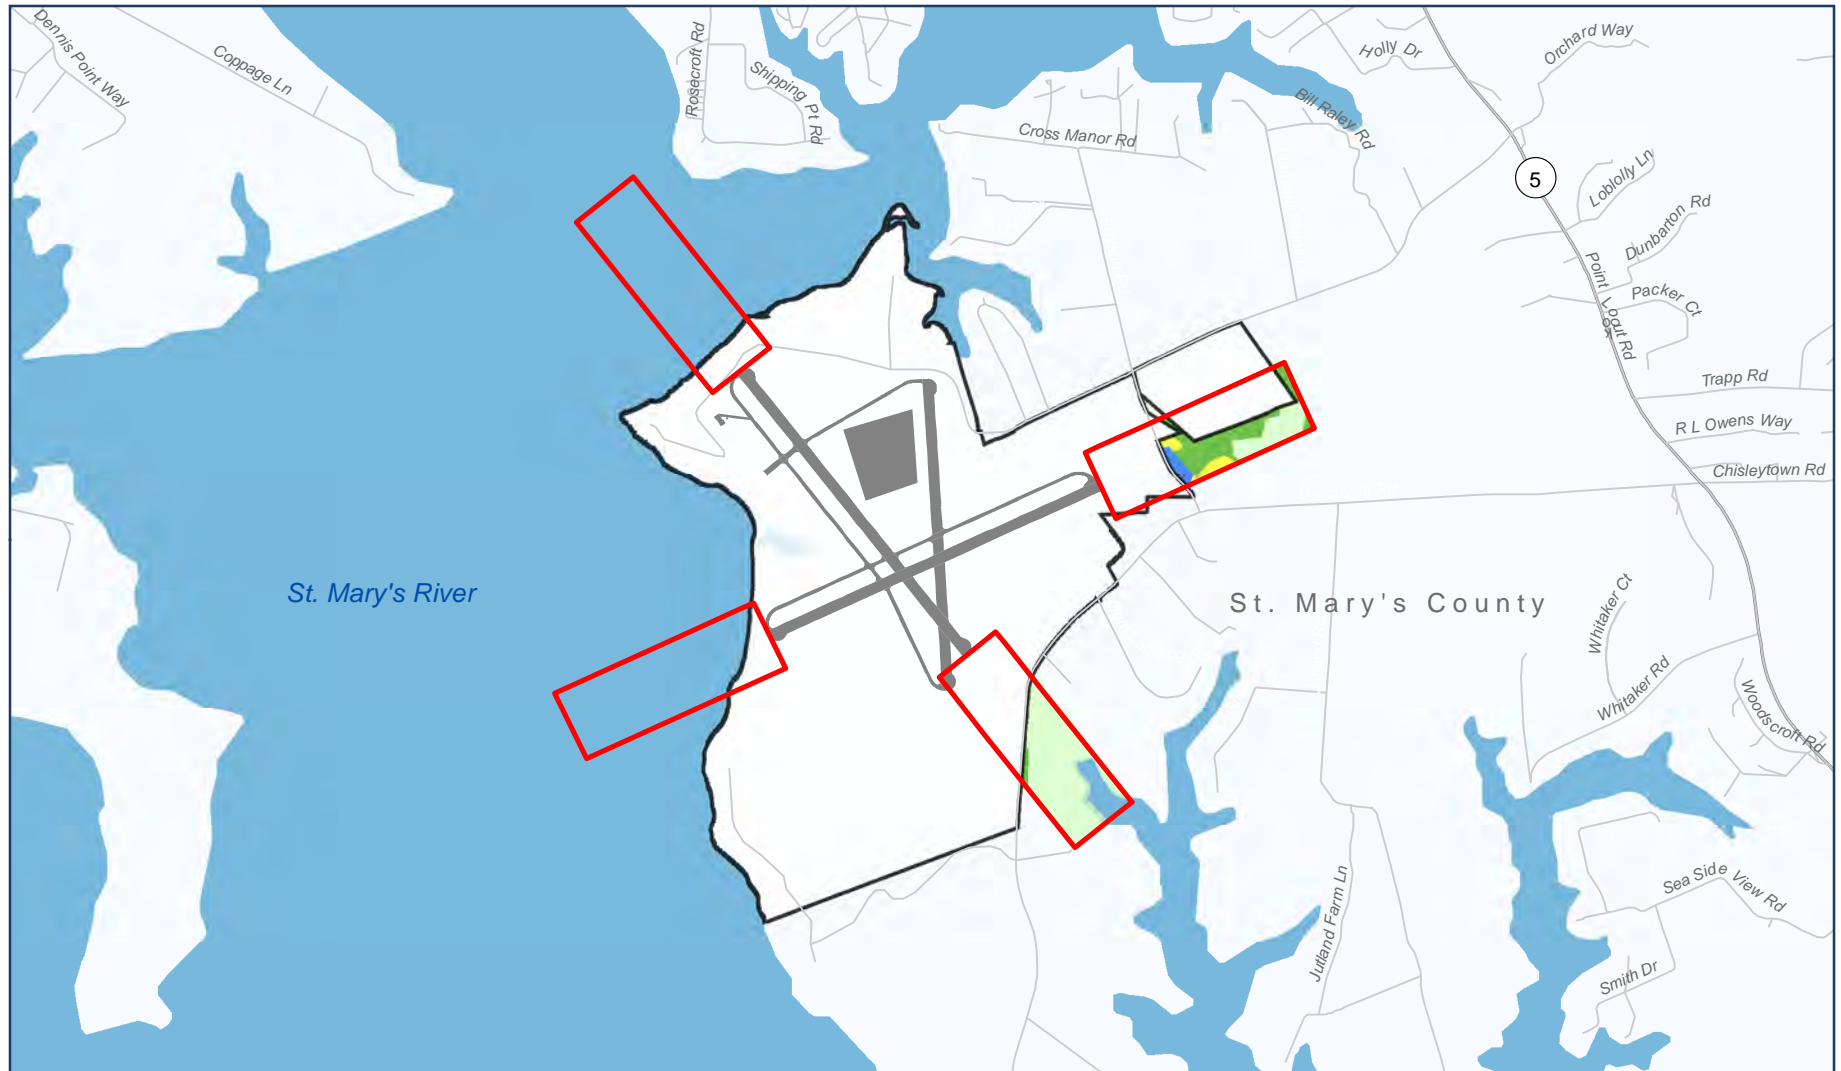 Dennis Point Way
Coppage Ln
Rosecroft Rd
Shipping Pt Rd
Holly Dr
Orchard Way
Cross Manor Rd
Bill Raley Rd
5
Loblolly Ln
Dunbarton Rd
Packer Ct
Point Lookout Rd
Trapp Rd
R L Owens Way
Chisleytown Rd
St. Mary's River
St. Mary's County
Whitaker Ct
Whitaker Rd
Woodscroft Rd
Jutland Farm Ln
Sea Side View Rd
Smith Dr